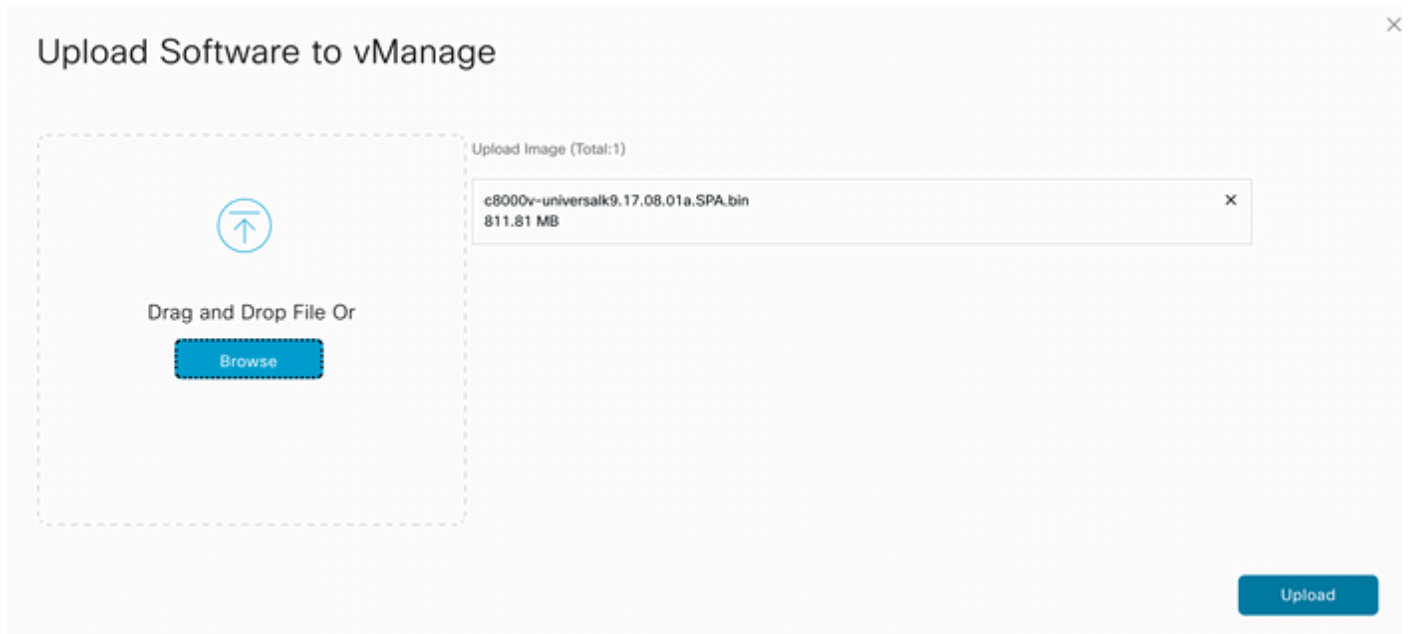 Upload Software to vManage
Upload Image (Total:1)
c8000v-universalk9.17.08.01a.SPA.bin
811.81 MB
Drag and Drop File Or
Browse
Upload